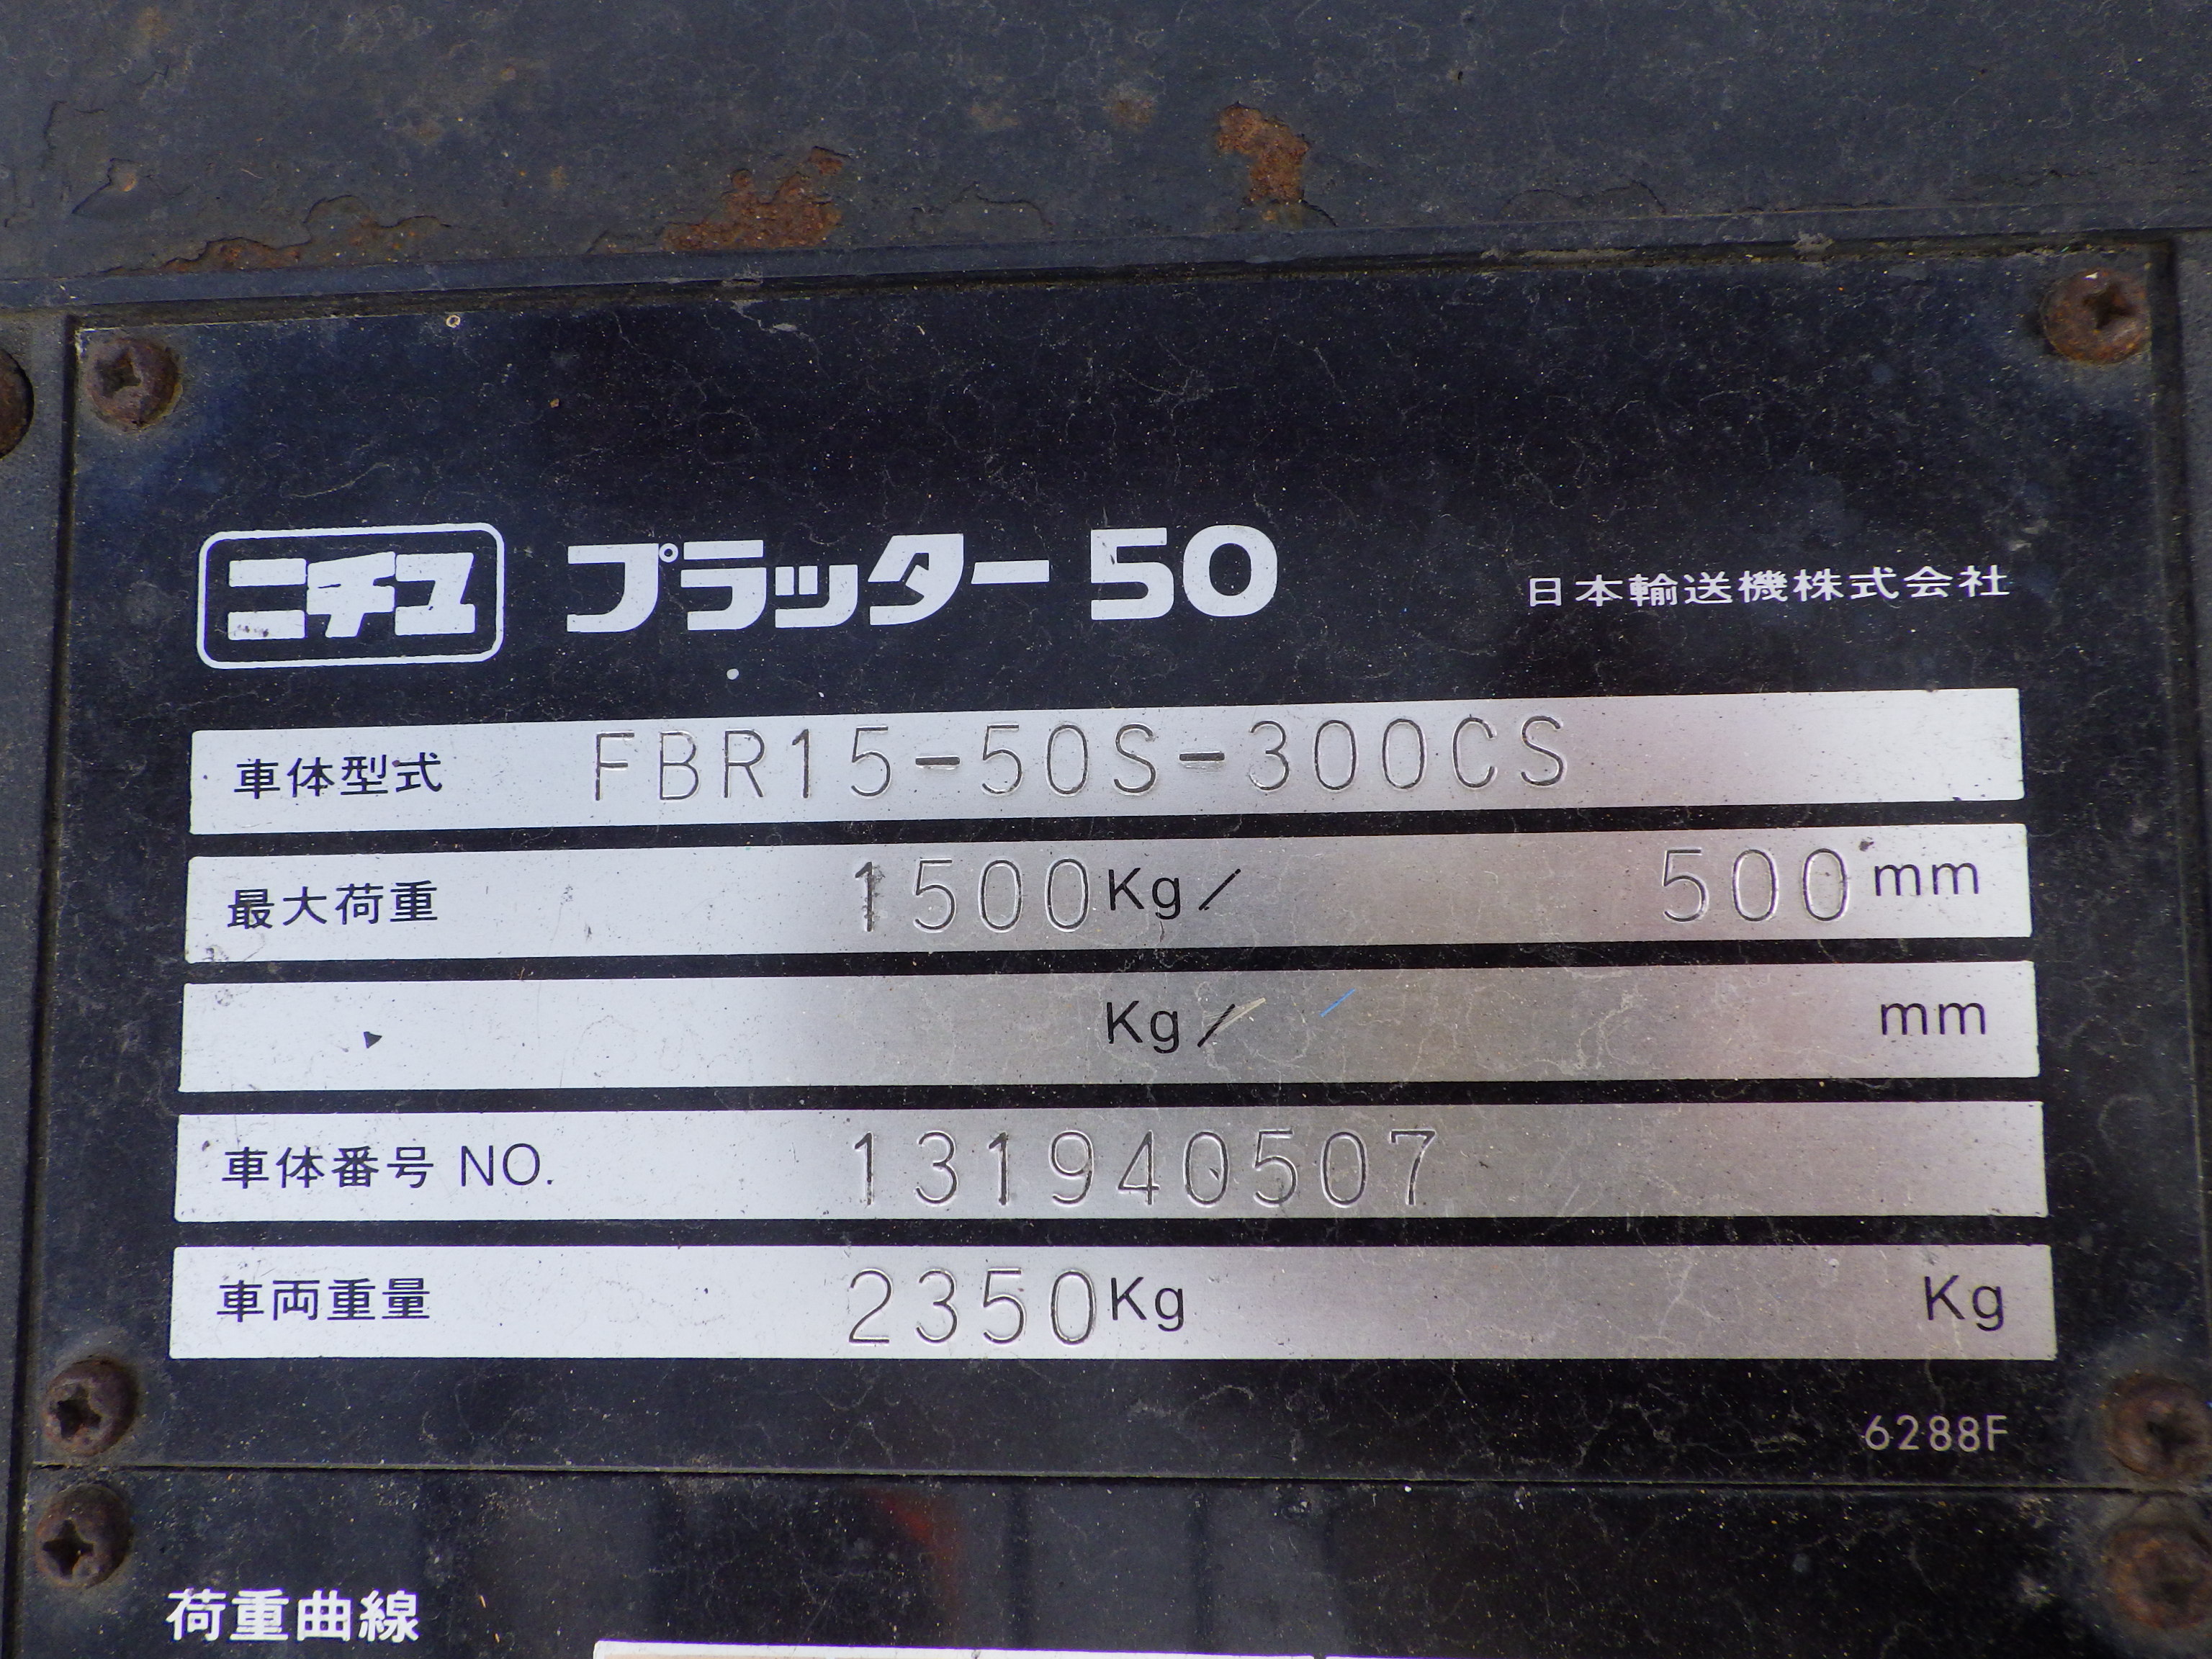 ニチユ プラッター 50 日本輸送機株式会社
車体型式 FBR15-50S-300CS
最大荷重 1500Kg/ 500mm
Kg/ mm
車体番号 NO. 131940507
車両重量 2350Kg Kg
6288F
荷重曲線